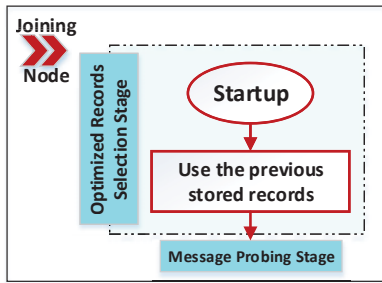 Joining
Node
Optimized Records
Selection Stage
Startup
Use the previous
stored records
Message Probing Stage